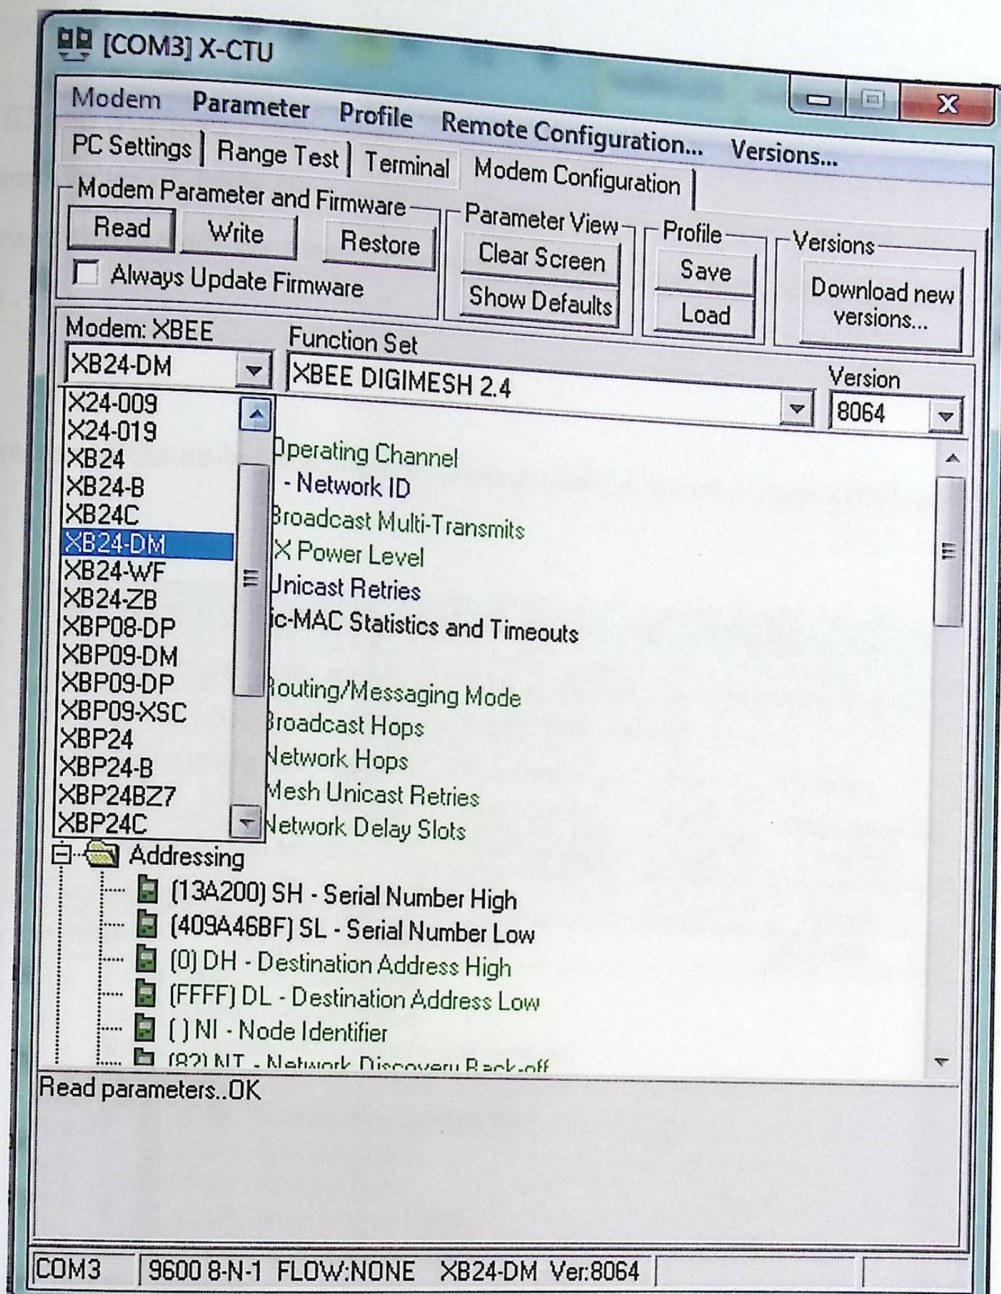 [COM3] X-CTU
Modem Parameter Profile Remote Configuration... Versions...
PC Settings Range Test Terminal Modem Configuration
Modem Parameter and Firmware
Read Write Restore
Always Update Firmware
Parameter View
Clear Screen
Show Defaults
Profile
Save
Load
Versions
Download new
versions...
Modem: XBEE
XB24-DM
Function Set
XBEE DIGIMESH 2.4
Version
8064
X24-009
X24-019
XB24
XB24-B
XB24C
XB24-DM
XB24-WF
XB24-ZB
XBP08-DP
XBP09-DM
XBP09-DP
XBP09-XSC
XBP24
XBP24-B
XBP24BZ7
XBP24C
Operating Channel
- Network ID
Broadcast Multi-Transmits
X Power Level
Unicast Retries
ic-MAC Statistics and Timeouts
Routing/Messaging Mode
Broadcast Hops
Network Hops
Mesh Unicast Retries
Network Delay Slots
Addressing
(13A200) SH - Serial Number High
(409A46BF) SL - Serial Number Low
(0) DH - Destination Address High
(FFFF) DL - Destination Address Low
( ) NI - Node Identifier
(82) NT - Network Discovery Back-off
Read parameters..OK
COM3 9600 8-N-1 FLOW:NONE XB24-DM Ver:8064